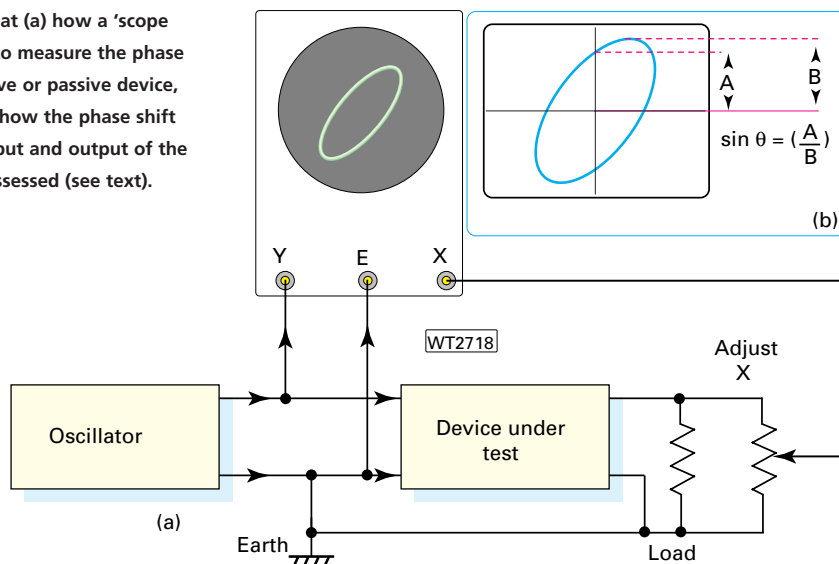 at (a) how a ‘scope
to measure the phase
ve or passive device,
how the phase shift
put and output of the
ssessed (see text).
A
B
sin θ = (A/B)
(b)
Y E X
WT2718
Adjust
X
Oscillator
Device under
test
(a)
Earth
Load